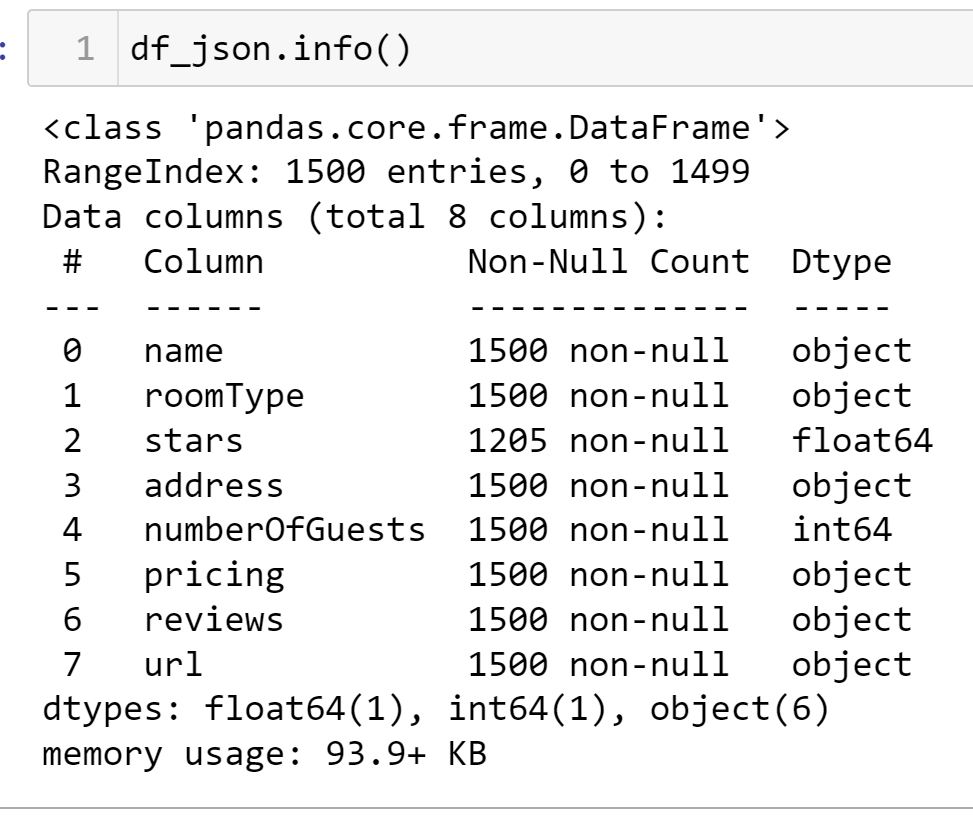 :
1 df_json.info()
<class 'pandas.core.frame.DataFrame'>
RangeIndex: 1500 entries, 0 to 1499
Data columns (total 8 columns):
 #   Column          Non-Null Count  Dtype
---  ------          --------------  -----
 0   name            1500 non-null   object
 1   roomType        1500 non-null   object
 2   stars           1205 non-null   float64
 3   address         1500 non-null   object
 4   numberOfGuests  1500 non-null   int64
 5   pricing         1500 non-null   object
 6   reviews         1500 non-null   object
 7   url             1500 non-null   object
dtypes: float64(1), int64(1), object(6)
memory usage: 93.9+ KB